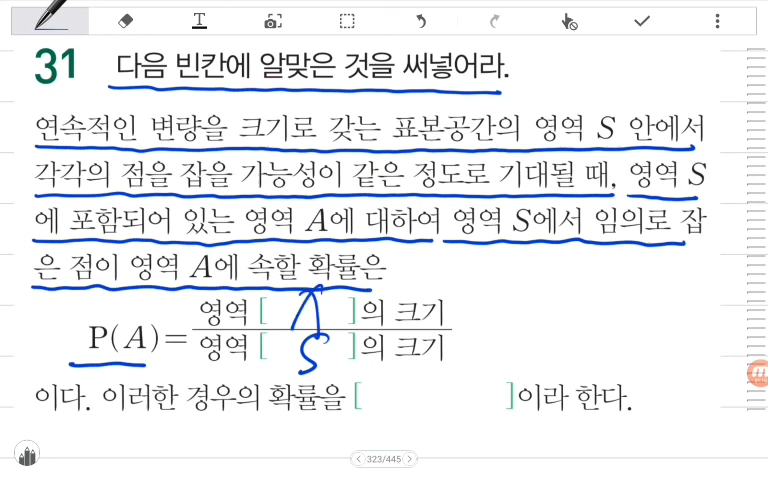 31 다음 빈칸에 알맞은 것을 써넣어라.
연속적인 변량을 크기로 갖는 표본공간의 영역 S 안에서
각각의 점을 잡을 가능성이 같은 정도로 기대될 때, 영역 S
에 포함되어 있는 영역 A에 대하여 영역 S에서 임의로 잡
은 점이 영역 A에 속할 확률은
영역 [ A ]의 크기
P(A)=
영역 [ S ]의 크기
이다. 이러한 경우의 확률을 [ ]이라 한다.
323/445